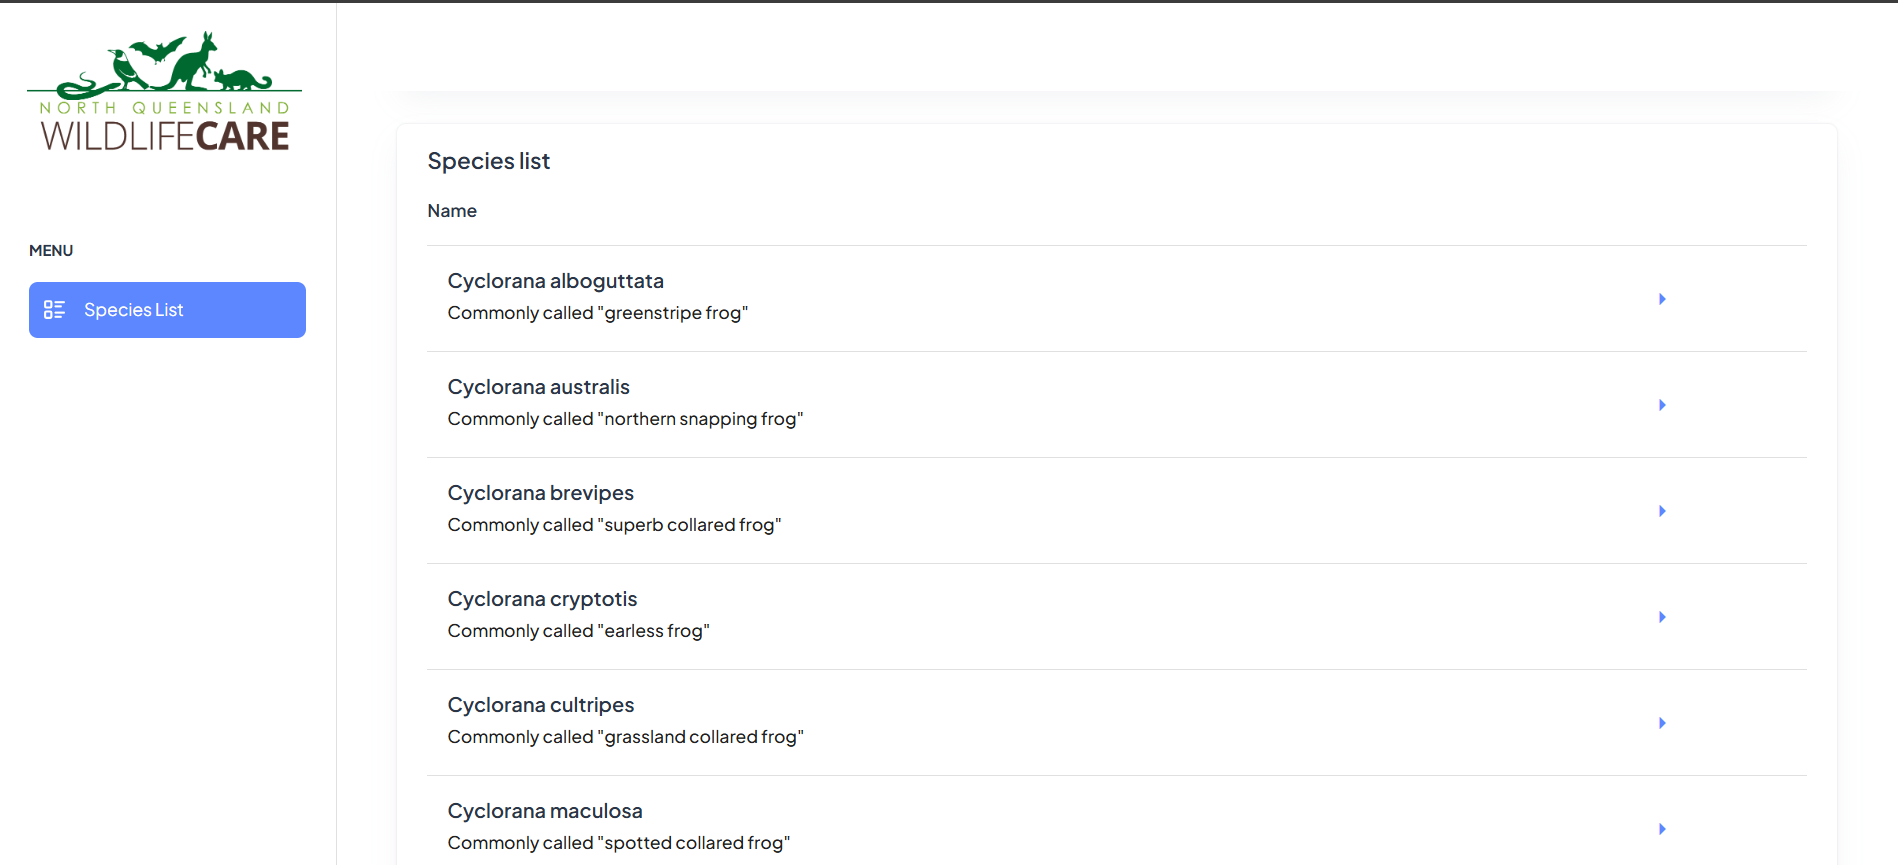 NORTH QUEENSLAND
WILDLIFECARE
MENU
Species List
Species list
Name
Cyclorana alboguttata
Commonly called "greenstripe frog"
Cyclorana australis
Commonly called "northern snapping frog"
Cyclorana brevipes
Commonly called "superb collared frog"
Cyclorana cryptotis
Commonly called "earless frog"
Cyclorana cultripes
Commonly called "grassland collared frog"
Cyclorana maculosa
Commonly called "spotted collared frog"